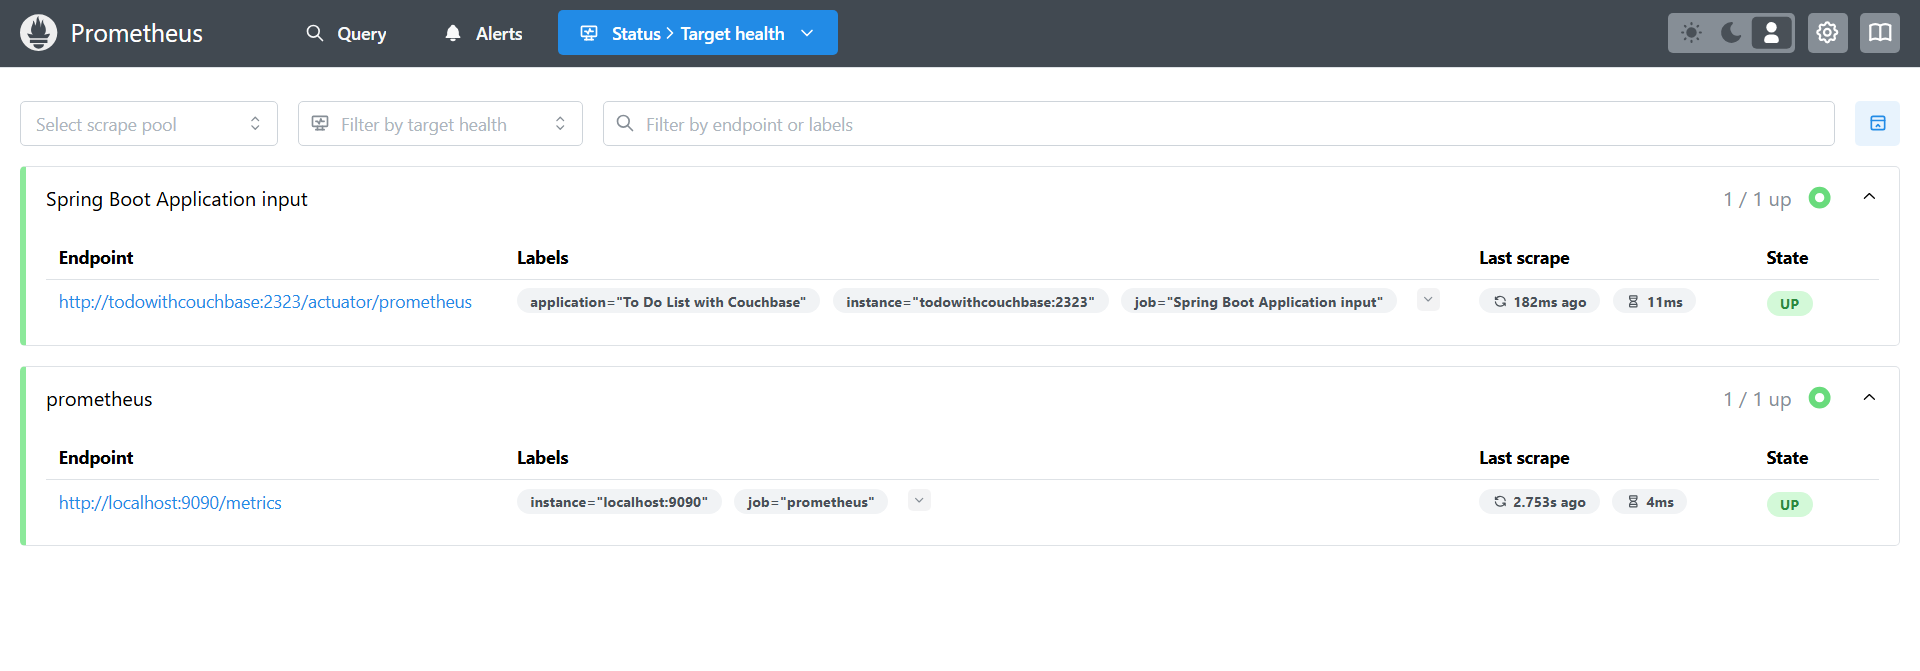 Prometheus Query Alerts Status > Target health
Select scrape pool Filter by target health Filter by endpoint or labels
Spring Boot Application input 1 / 1 up
Endpoint Labels Last scrape State
http://todowithcouchbase:2323/actuator/prometheus application="To Do List with Couchbase" instance="todowithcouchbase:2323" job="Spring Boot Application input" 182ms ago 11ms UP
prometheus 1 / 1 up
Endpoint Labels Last scrape State
http://localhost:9090/metrics instance="localhost:9090" job="prometheus" 2.753s ago 4ms UP